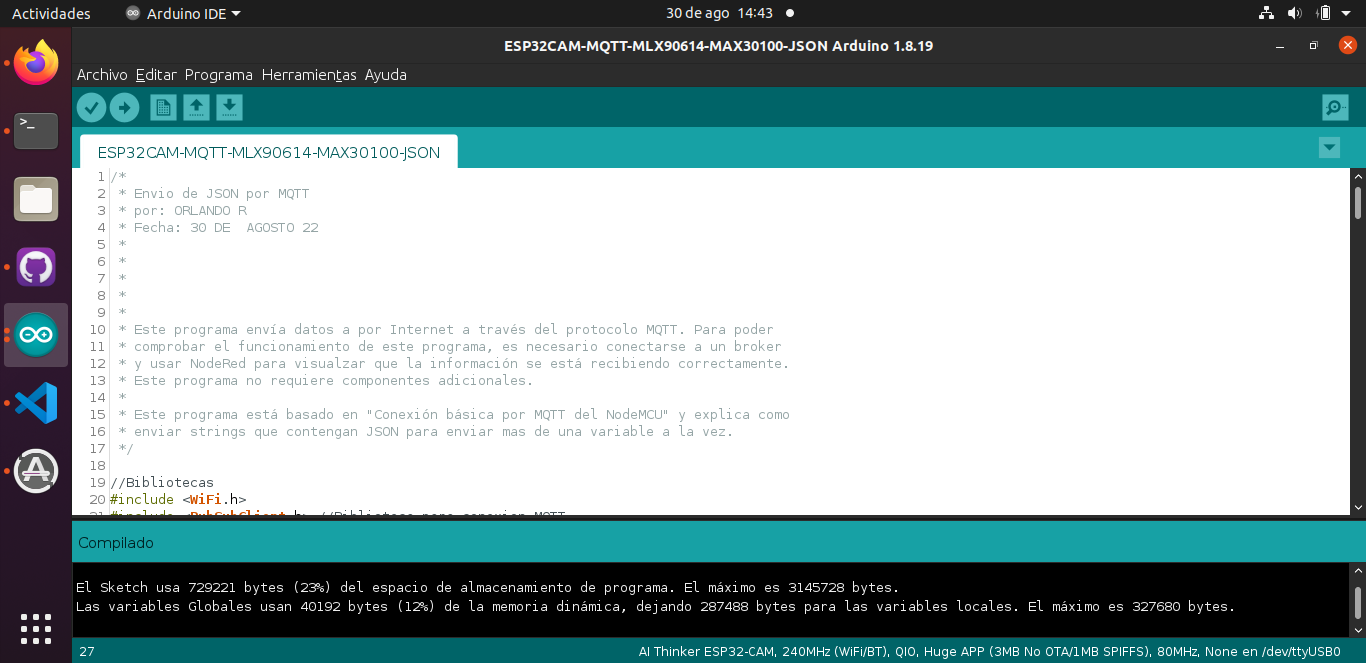 Actividades Arduino IDE 30 de ago 14:43
ESP32CAM-MQTT-MLX90614-MAX30100-JSON Arduino 1.8.19
Archivo Editar Programa Herramientas Ayuda
ESP32CAM-MQTT-MLX90614-MAX30100-JSON
1 /*
2 * Envio de JSON por MQTT
3 * por: ORLANDO R
4 * Fecha: 30 DE  AGOSTO 22
5 *
6 *
7 *
8 *
9 *
10 * Este programa envía datos a por Internet a través del protocolo MQTT. Para poder
11 * comprobar el funcionamiento de este programa, es necesario conectarse a un broker
12 * y usar NodeRed para visualzar que la información se está recibiendo correctamente.
13 * Este programa no requiere componentes adicionales.
14 *
15 * Este programa está basado en "Conexión básica por MQTT del NodeMCU" y explica como
16 * enviar strings que contengan JSON para enviar mas de una variable a la vez.
17 */
18
19 //Bibliotecas
20 #include <WiFi.h>
21 #include <PubSubClient.h> //Biblioteca para conexion MQTT
Compilado
El Sketch usa 729221 bytes (23%) del espacio de almacenamiento de programa. El máximo es 3145728 bytes.
Las variables Globales usan 40192 bytes (12%) de la memoria dinámica, dejando 287488 bytes para las variables locales. El máximo es 327680 bytes.
27 AI Thinker ESP32-CAM, 240MHz (WiFi/BT), QIO, Huge APP (3MB No OTA/1MB SPIFFS), 80MHz, None en /dev/ttyUSB0